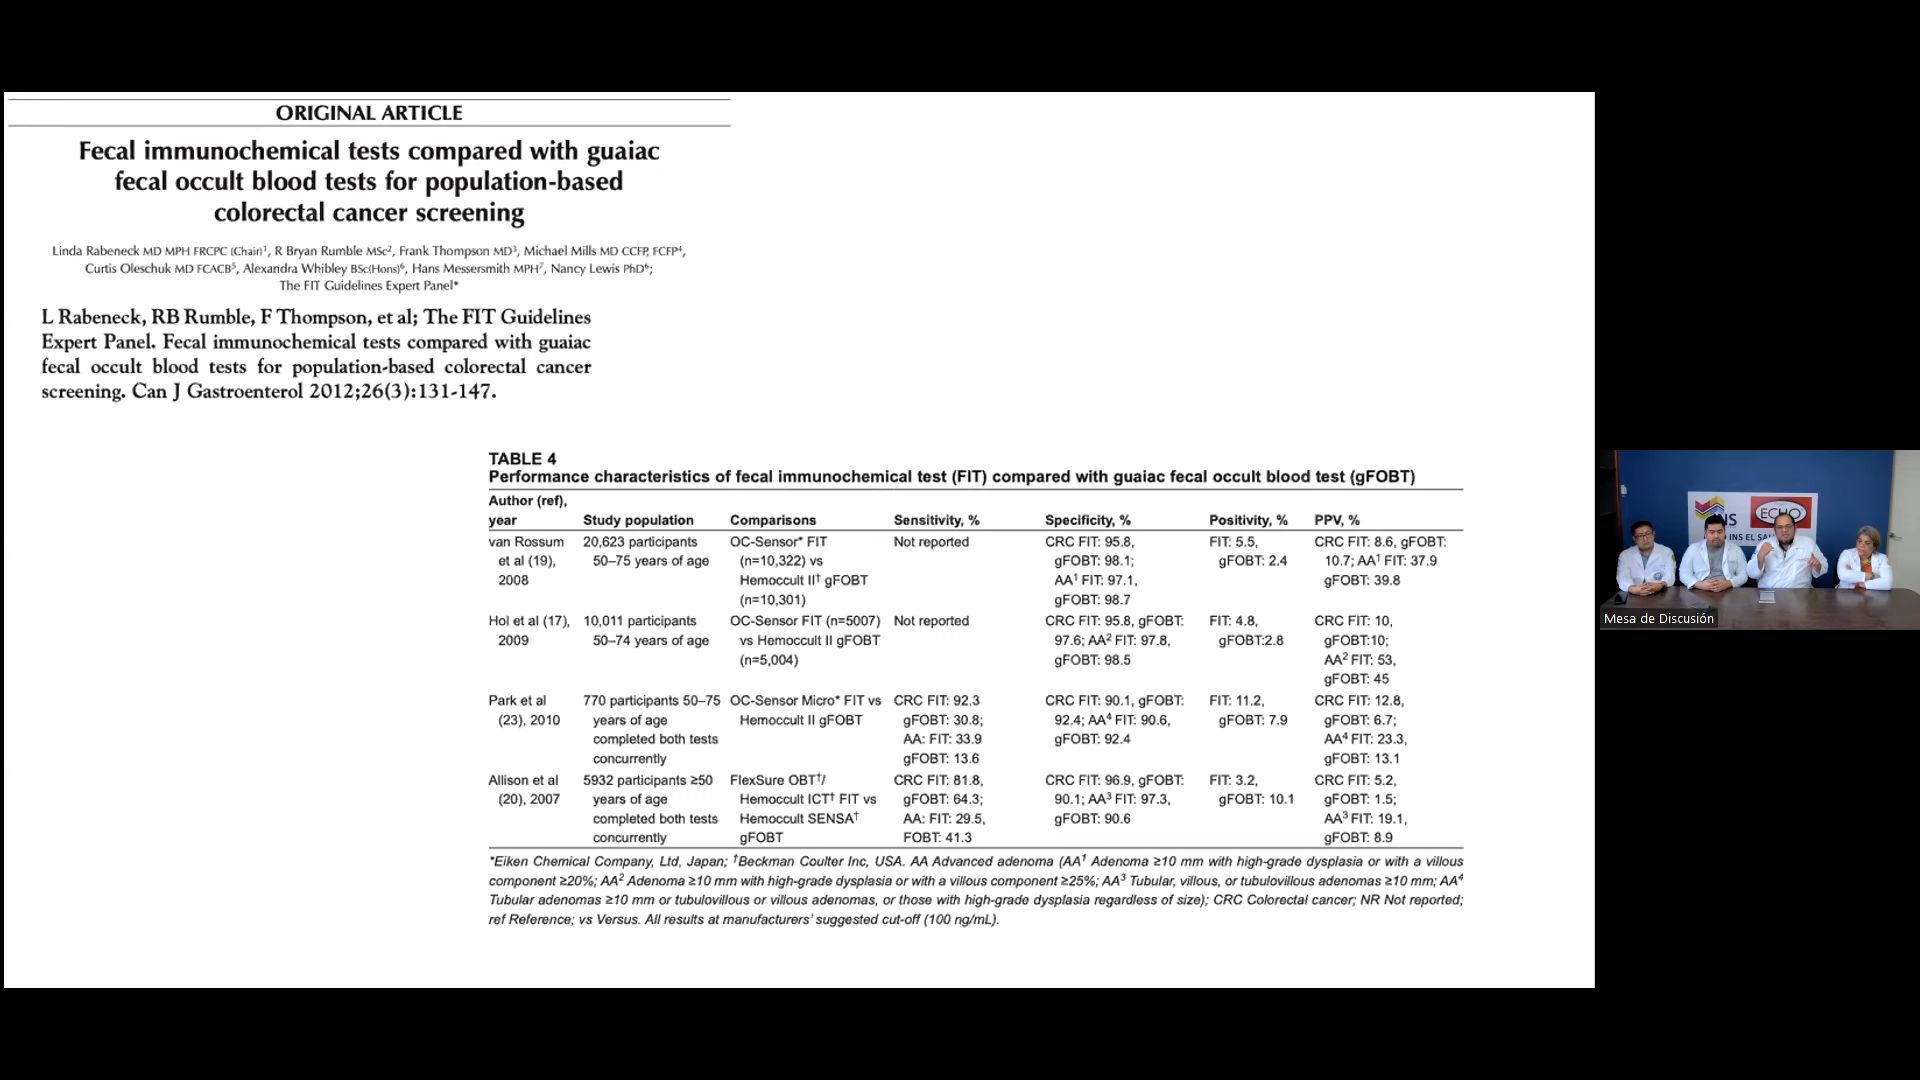 ORIGINAL ARTICLE
Fecal immunochemical tests compared with guaiac
fecal occult blood tests for population-based
colorectal cancer screening
Linda Rabeneck MD MPH FRCPC (Chair)¹, R Bryan Rumble MSc², Frank Thompson MD³, Michael Mills MD CCFP, FCFP⁴,
Curtis Oleschuk MD FCACB⁵, Alexandra Whibley BSc(Hons)⁶, Hans Messersmith MPH⁷, Nancy Lewis PhD⁶;
The FIT Guidelines Expert Panel*
L Rabeneck, RB Rumble, F Thompson, et al; The FIT Guidelines
Expert Panel. Fecal immunochemical tests compared with guaiac
fecal occult blood tests for population-based colorectal cancer
screening. Can J Gastroenterol 2012;26(3):131-147.
TABLE 4
Performance characteristics of fecal immunochemical test (FIT) compared with guaiac fecal occult blood test (gFOBT)
Author (ref),
year Study population Comparisons Sensitivity, % Specificity, % Positivity, % PPV, %
van Rossum 20,623 participants OC-Sensor* FIT Not reported CRC FIT: 95.8, FIT: 5.5, CRC FIT: 8.6, gFOBT:
et al (19), 50–75 years of age (n=10,322) vs gFOBT: 98.1; gFOBT: 2.4 10.7; AA¹ FIT: 37.9
2008 Hemoccult II† gFOBT AA¹ FIT: 97.1, gFOBT: 39.8
(n=10,301) gFOBT: 98.7
Hol et al (17), 10,011 participants OC-Sensor FIT (n=5007) Not reported CRC FIT: 95.8, gFOBT: FIT: 4.8, CRC FIT: 10,
2009 50–74 years of age vs Hemoccult II gFOBT 97.6; AA² FIT: 97.8, gFOBT:2.8 gFOBT:10;
(n=5,004) gFOBT: 98.5 AA² FIT: 53,
gFOBT: 45
Park et al 770 participants 50–75 OC-Sensor Micro* FIT vs CRC FIT: 92.3 CRC FIT: 90.1, gFOBT: FIT: 11.2, CRC FIT: 12.8,
(23), 2010 years of age Hemoccult II gFOBT gFOBT: 30.8; 92.4; AA⁴ FIT: 90.6, gFOBT: 7.9 gFOBT: 6.7;
completed both tests AA: FIT: 33.9 gFOBT: 92.4 AA⁴ FIT: 23.3,
concurrently gFOBT: 13.6 gFOBT: 13.1
Allison et al 5932 participants ≥50 FlexSure OBT†/ CRC FIT: 81.8, CRC FIT: 96.9, gFOBT: FIT: 3.2, CRC FIT: 5.2,
(20), 2007 years of age Hemoccult ICT† FIT vs gFOBT: 64.3; 90.1; AA³ FIT: 97.3, gFOBT: 10.1 gFOBT: 1.5;
completed both tests Hemoccult SENSA† AA: FIT: 29.5, gFOBT: 90.6 AA³ FIT: 19.1,
concurrently gFOBT FOBT: 41.3 gFOBT: 8.9
*Eiken Chemical Company, Ltd, Japan; †Beckman Coulter Inc, USA. AA Advanced adenoma (AA¹ Adenoma ≥10 mm with high-grade dysplasia or with a villous
component ≥20%; AA² Adenoma ≥10 mm with high-grade dysplasia or with a villous component ≥25%; AA³ Tubular, villous, or tubulovillous adenomas ≥10 mm; AA⁴
Tubular adenomas ≥10 mm or tubulovillous or villous adenomas, or those with high-grade dysplasia regardless of size); CRC Colorectal cancer; NR Not reported;
ref Reference; vs Versus. All results at manufacturers' suggested cut-off (100 ng/mL).
ECHO
INS EL
Mesa de Discusión